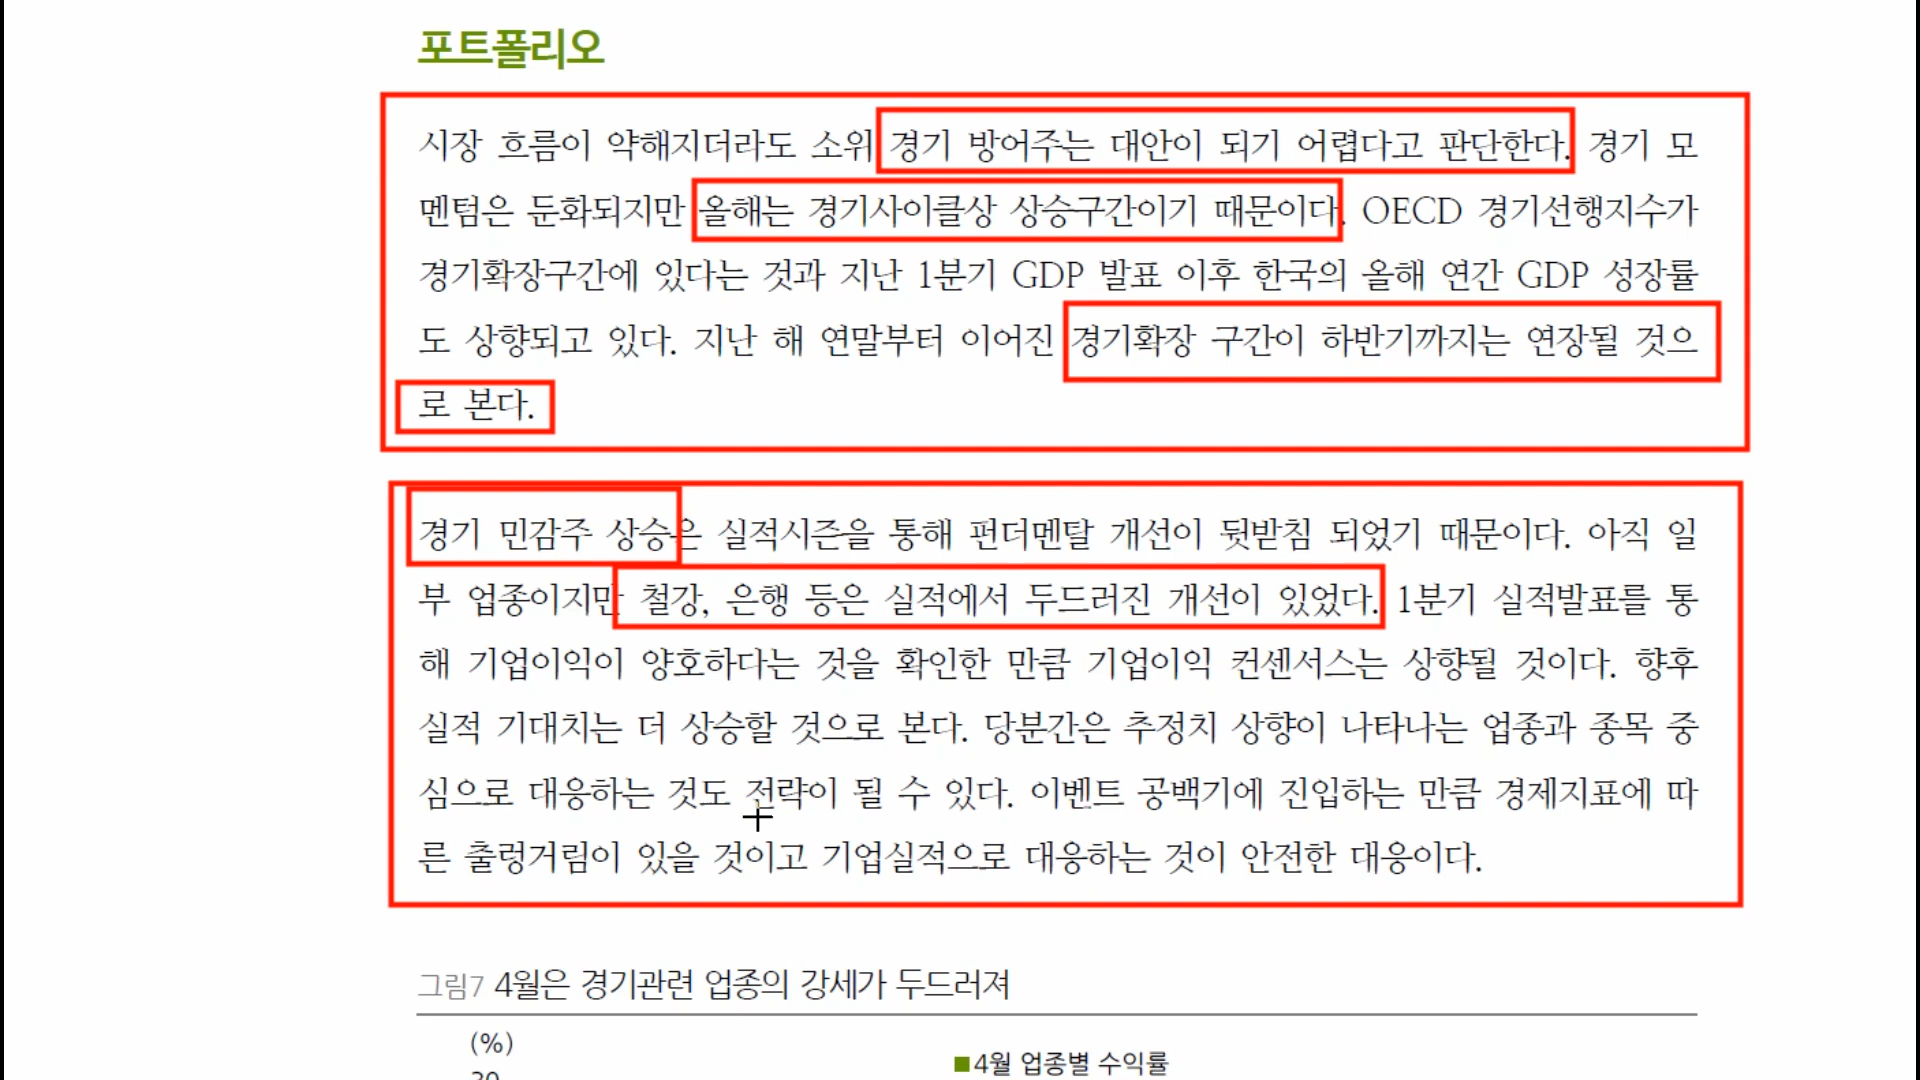 포트폴리오
시장 흐름이 약해지더라도 소위 경기 방어주는 대안이 되기 어렵다고 판단한다. 경기 모
멘텀은 둔화되지만 올해는 경기사이클상 상승구간이기 때문이다. OECD 경기선행지수가
경기확장구간에 있다는 것과 지난 1분기 GDP 발표 이후 한국의 올해 연간 GDP 성장률
도 상향되고 있다. 지난 해 연말부터 이어진 경기확장 구간이 하반기까지는 연장될 것으
로 본다.
경기 민감주 상승은 실적시즌을 통해 펀더멘탈 개선이 뒷받침 되었기 때문이다. 아직 일
부 업종이지만 철강, 은행 등은 실적에서 두드러진 개선이 있었다. 1분기 실적발표를 통
해 기업이익이 양호하다는 것을 확인한 만큼 기업이익 컨센서스는 상향될 것이다. 향후
실적 기대치는 더 상승할 것으로 본다. 당분간은 추정치 상향이 나타나는 업종과 종목 중
심으로 대응하는 것도 전략이 될 수 있다. 이벤트 공백기에 진입하는 만큼 경제지표에 따
른 출렁거림이 있을 것이고 기업실적으로 대응하는 것이 안전한 대응이다.
그림7 4월은 경기관련 업종의 강세가 두드러져
(%)
■4월 업종별 수익률
30